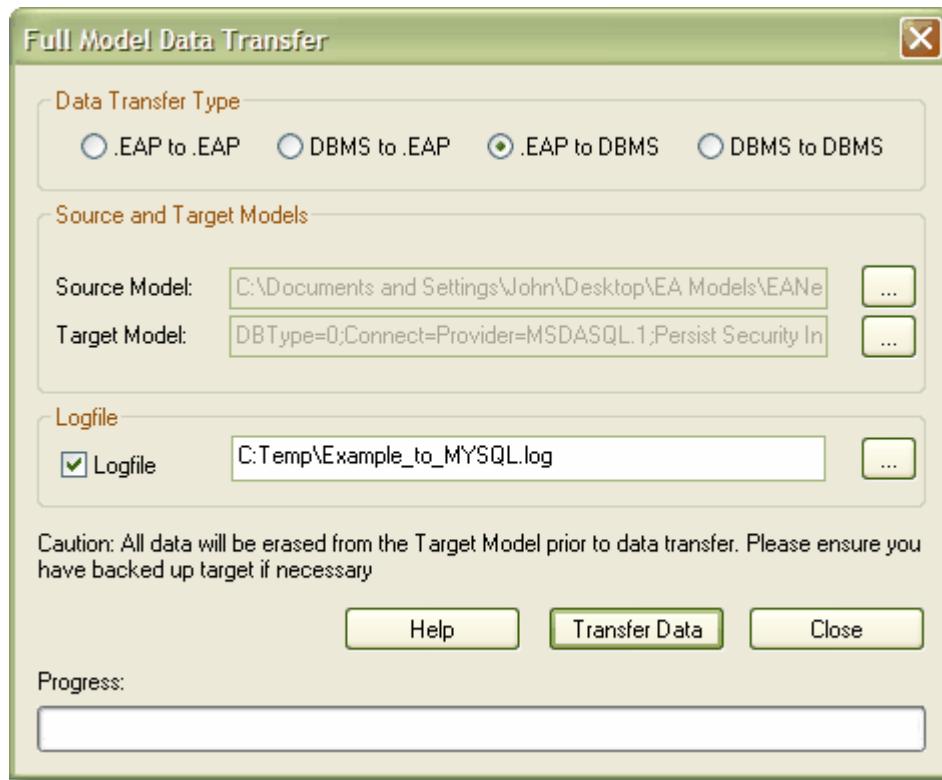 Full Model Data Transfer
Data Transfer Type
.EAP to .EAP DBMS to .EAP .EAP to DBMS DBMS to DBMS
Source and Target Models
Source Model: C:\Documents and Settings\John\Desktop\EA Models\EANe ...
Target Model: DBType=0;Connect=Provider=MSDASQL.1;Persist Security In ...
Logfile
Logfile C:Temp\Example_to_MYSQL.log ...
Caution: All data will be erased from the Target Model prior to data transfer. Please ensure you
have backed up target if necessary
Help Transfer Data Close
Progress: